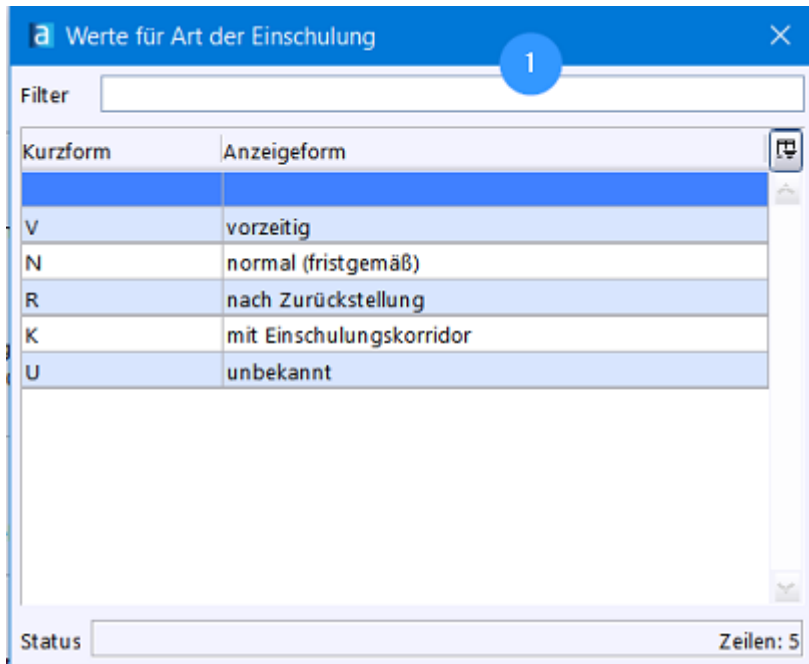 a Werte für Art der Einschulung
1
Filter
Kurzform Anzeigeform
V vorzeitig
N normal (fristgemäß)
R nach Zurückstellung
K mit Einschulungskorridor
U unbekannt
Status Zeilen: 5